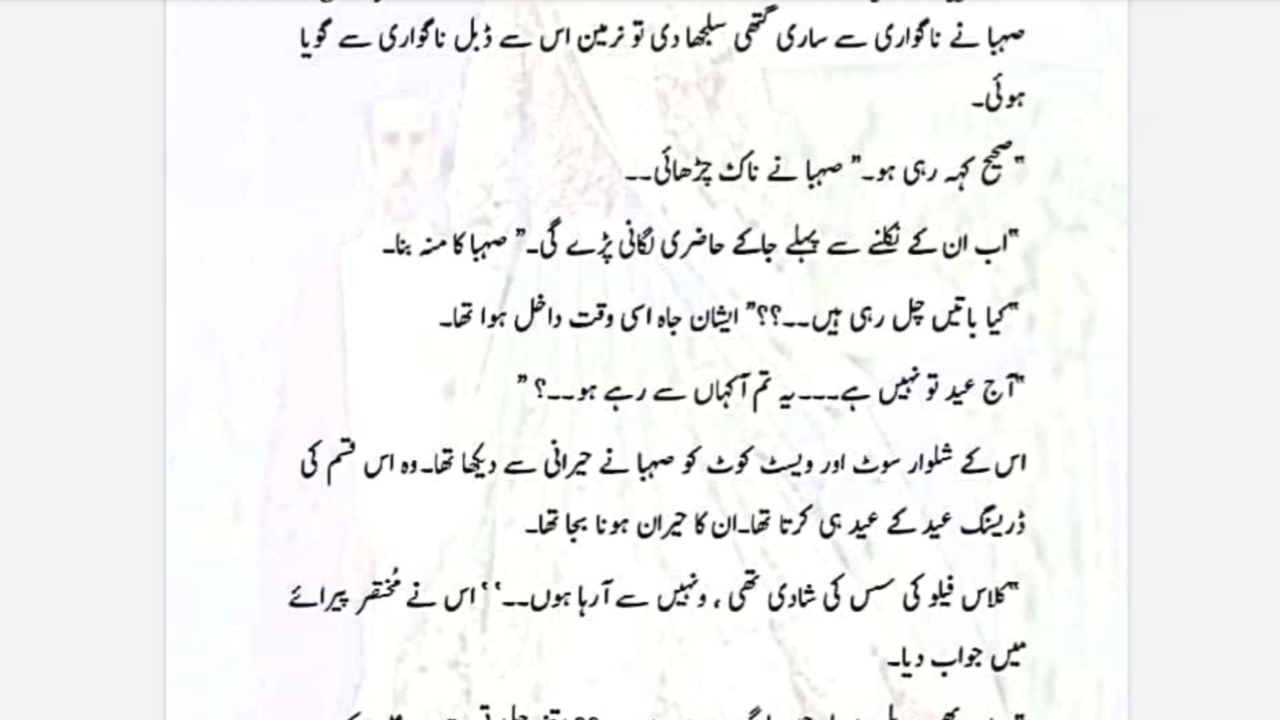 صہبا نے ناگواری سے ساری گتھی سلجھا دی تو نرمین اس سے ڈبل ناگواری سے گویا
ہوئی۔
"صحیح کہہ رہی ہو۔" صہبا نے ناک چڑھائی۔۔
"اب ان کے نکلنے سے پہلے جاکے حاضری لگانی پڑے گی۔" صہبا کا منہ بنا۔
"کیا باتیں چل رہی ہیں۔۔؟؟" ایشان جاہ اسی وقت داخل ہوا تھا۔
"آج عید تو نہیں ہے۔۔۔یہ تم آ کہاں سے رہے ہو۔۔؟ "
اس کے شلوار سوٹ اور ویسٹ کوٹ کو صہبا نے حیرانی سے دیکھا تھا۔وہ اس قسم کی
ڈریسنگ عید کے عید ہی کرتا تھا۔ان کا حیران ہونا بجا تھا۔
"کلاس فیلو کی سس کی شادی تھی ، ونہیں سے آرہا ہوں۔۔‘‘ اس نے مُختصر پیرائے
میں جواب دیا۔